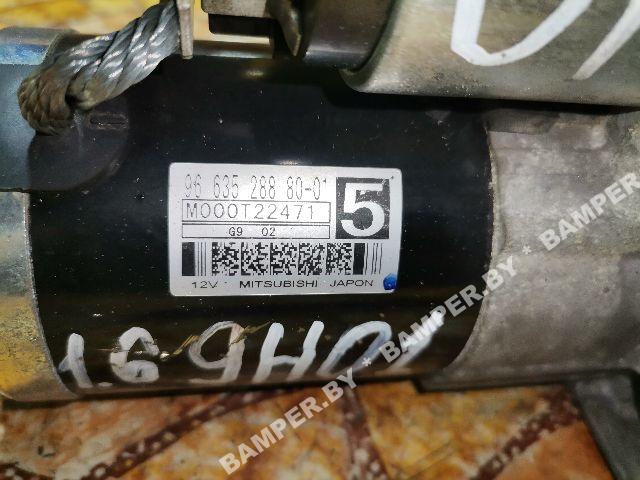 96 635 288 80-01
M000T22471
5
G9 02
12V MITSUBISHI JAPON
1.6 9H01
BAMPER.BY * BAMPER.BY * BAMPER.BY